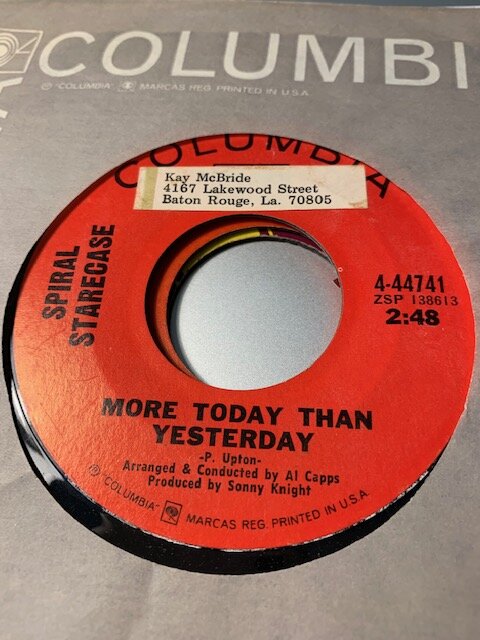 COLUMBI
® "COLUMBIA" MARCAS REG. PRINTED IN U.S.A.
COLUMBIA
Kay McBride
4167 Lakewood Street
Baton Rouge, La. 70805
SPIRAL
STARECASE
4-44741
ZSP 138613
2:48
MORE TODAY THAN
YESTERDAY
-P. Upton-
Arranged & Conducted by Al Capps
Produced by Sonny Knight
® "COLUMBIA" MARCAS REG. PRINTED IN U.S.A.